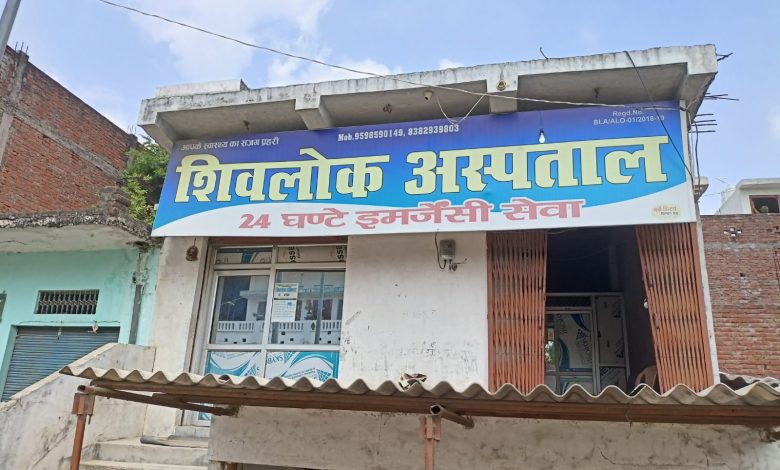 Regd.No.
BLA/ALO-01/2018-19
Mob.9598590149, 8382939803
आपके स्वास्थ्य का सजग प्रहरी
शिवलोक अस्पताल
24 घण्टे इमर्जेंसी सेवा